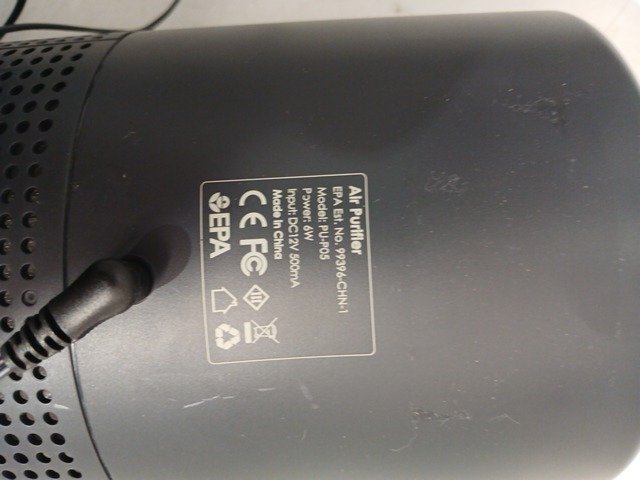 Air Purifier
EPA Est. No. 99396-CHN-1
Model: PU-P05
Power: 6W
Input: DC12V 500mA
Made in China
CE FC
EPA